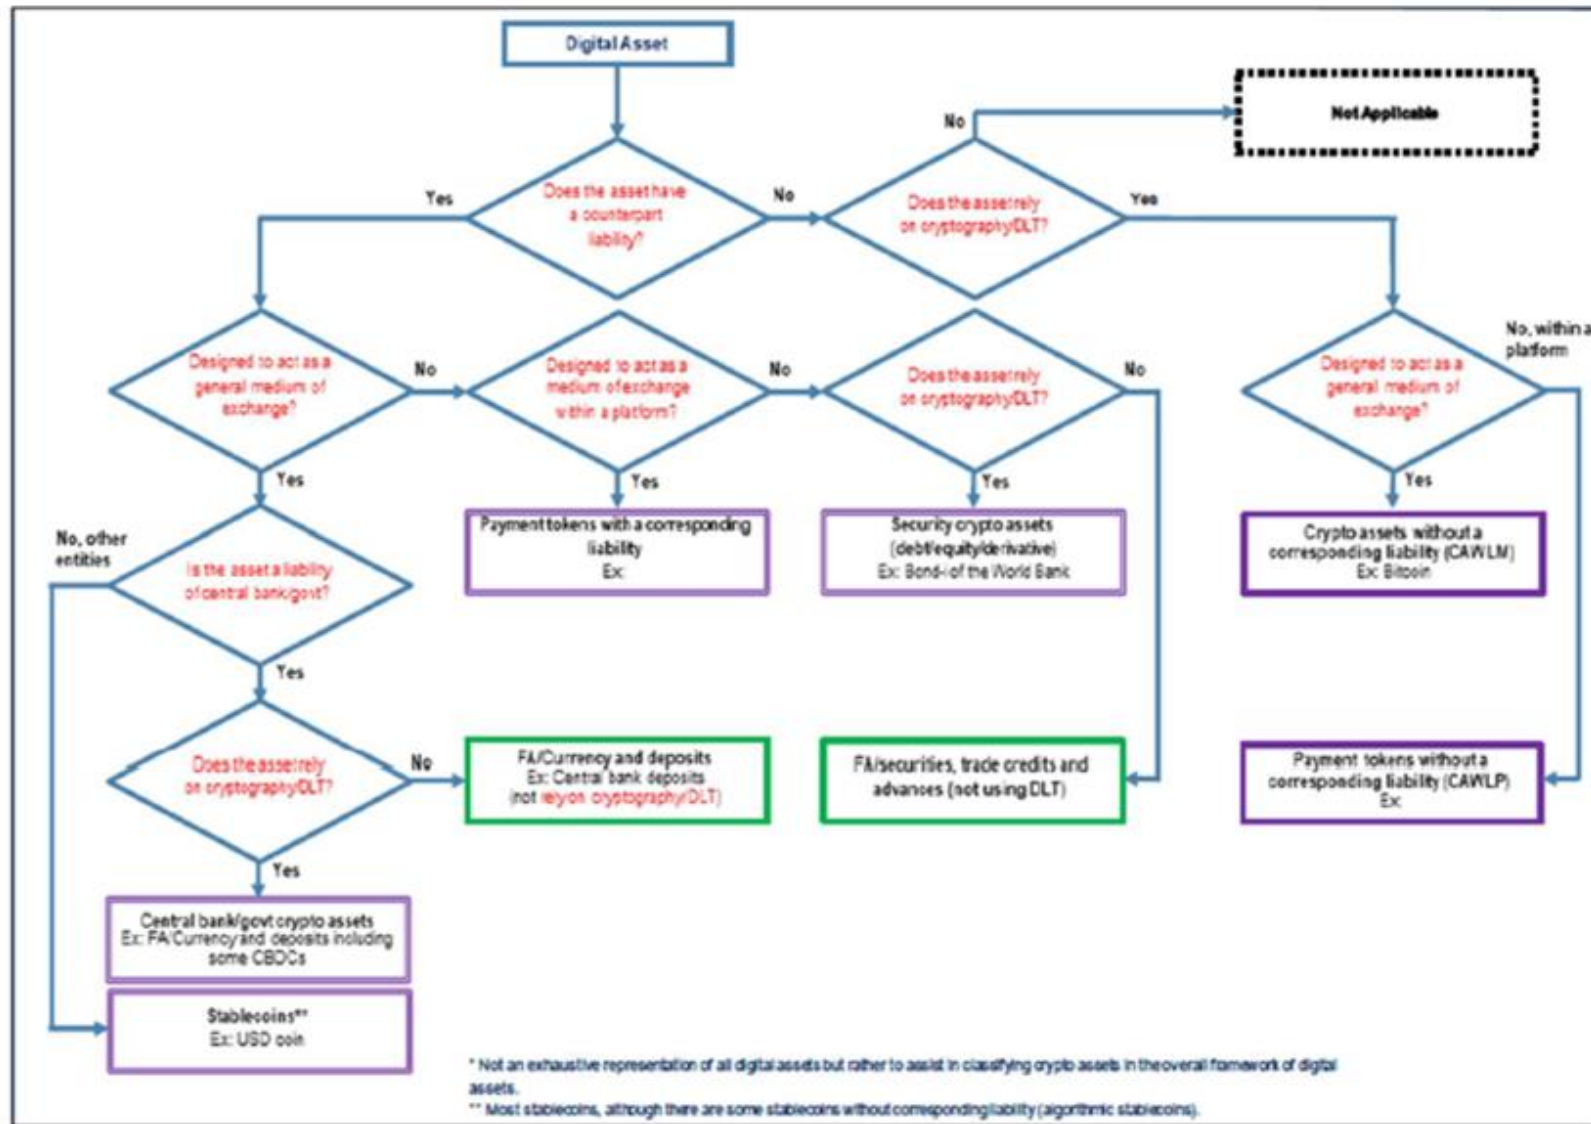 Digital Asset
Not Applicable
No
Yes
Does the asset have
a counterpart
liability?
No
Does the asset rely
on cryptography/DLT?
Yes
No, within a
platform
Designed to act as a
general medium of
exchange?
No
Designed to act as a
medium of exchange
within a platform?
No
Does the asset rely
on cryptography/DLT?
No
Designed to act as a
general medium of
exchange?
Yes
Yes
Yes
Yes
No, other
entities
Is the asset a liability
of central bank/govt?
Payment tokens with a corresponding
liability
Ex:
Security crypto assets
(debt/equity/derivative)
Ex: Bond-i of the World Bank
Crypto assets without a
corresponding liability (CAWLM)
Ex: Bitcoin
Yes
Does the asset rely
on cryptography/DLT?
No
FA/Currency and deposits
Ex: Central bank deposits
(not rely on cryptography/DLT)
FA/securities, trade credits and
advances (not using DLT)
Payment tokens without a
corresponding liability (CAWLP)
Ex:
Yes
Central bank/govt crypto assets
Ex: FA/Currency and deposits including
some CBDCs
Stablecoins**
Ex: USD coin
* Not an exhaustive representation of all digital assets but rather to assist in classifying crypto assets in the overall framework of digital
assets.
** Most stablecoins, although there are some stablecoins without corresponding liability (algorithmic stablecoins).